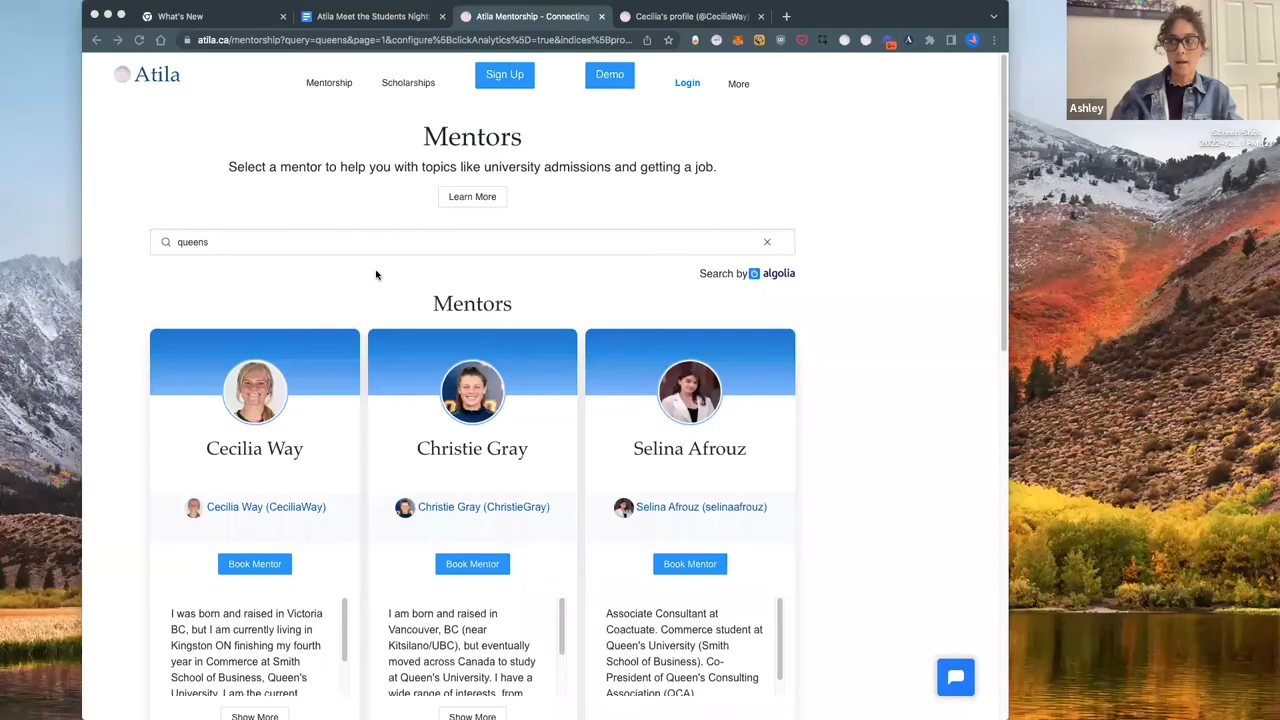 What's New
Atila Meet the Students Night
Atila Mentorship - Connecting
Cecilia's profile (@CeciliaWay)
atila.ca/mentorship?query=queens&page=1&configure%5BclickAnalytics%5D=true&indices%5bpro...
Atila
Mentorship
Scholarships
Sign Up
Demo
Login
More
Ashley
Screen Shot
2022-12...1 PM (2)
Mentors
Select a mentor to help you with topics like university admissions and getting a job.
Learn More
queens
Search by algolia
Mentors
Cecilia Way
Cecilia Way (CeciliaWay)
Book Mentor
I was born and raised in Victoria
BC, but I am currently living in
Kingston ON finishing my fourth
year in Commerce at Smith
School of Business, Queen's
University. I am the current
Show More
Christie Gray
Christie Gray (ChristieGray)
Book Mentor
I am born and raised in
Vancouver, BC (near
Kitsilano/UBC), but eventually
moved across Canada to study
at Queen's University. I have a
wide range of interests, from
Show More
Selina Afrouz
Selina Afrouz (selinaafrouz)
Book Mentor
Associate Consultant at
Coactuate. Commerce student at
Queen's University (Smith
School of Business). Co-
President of Queen's Consulting
Association (QCA)